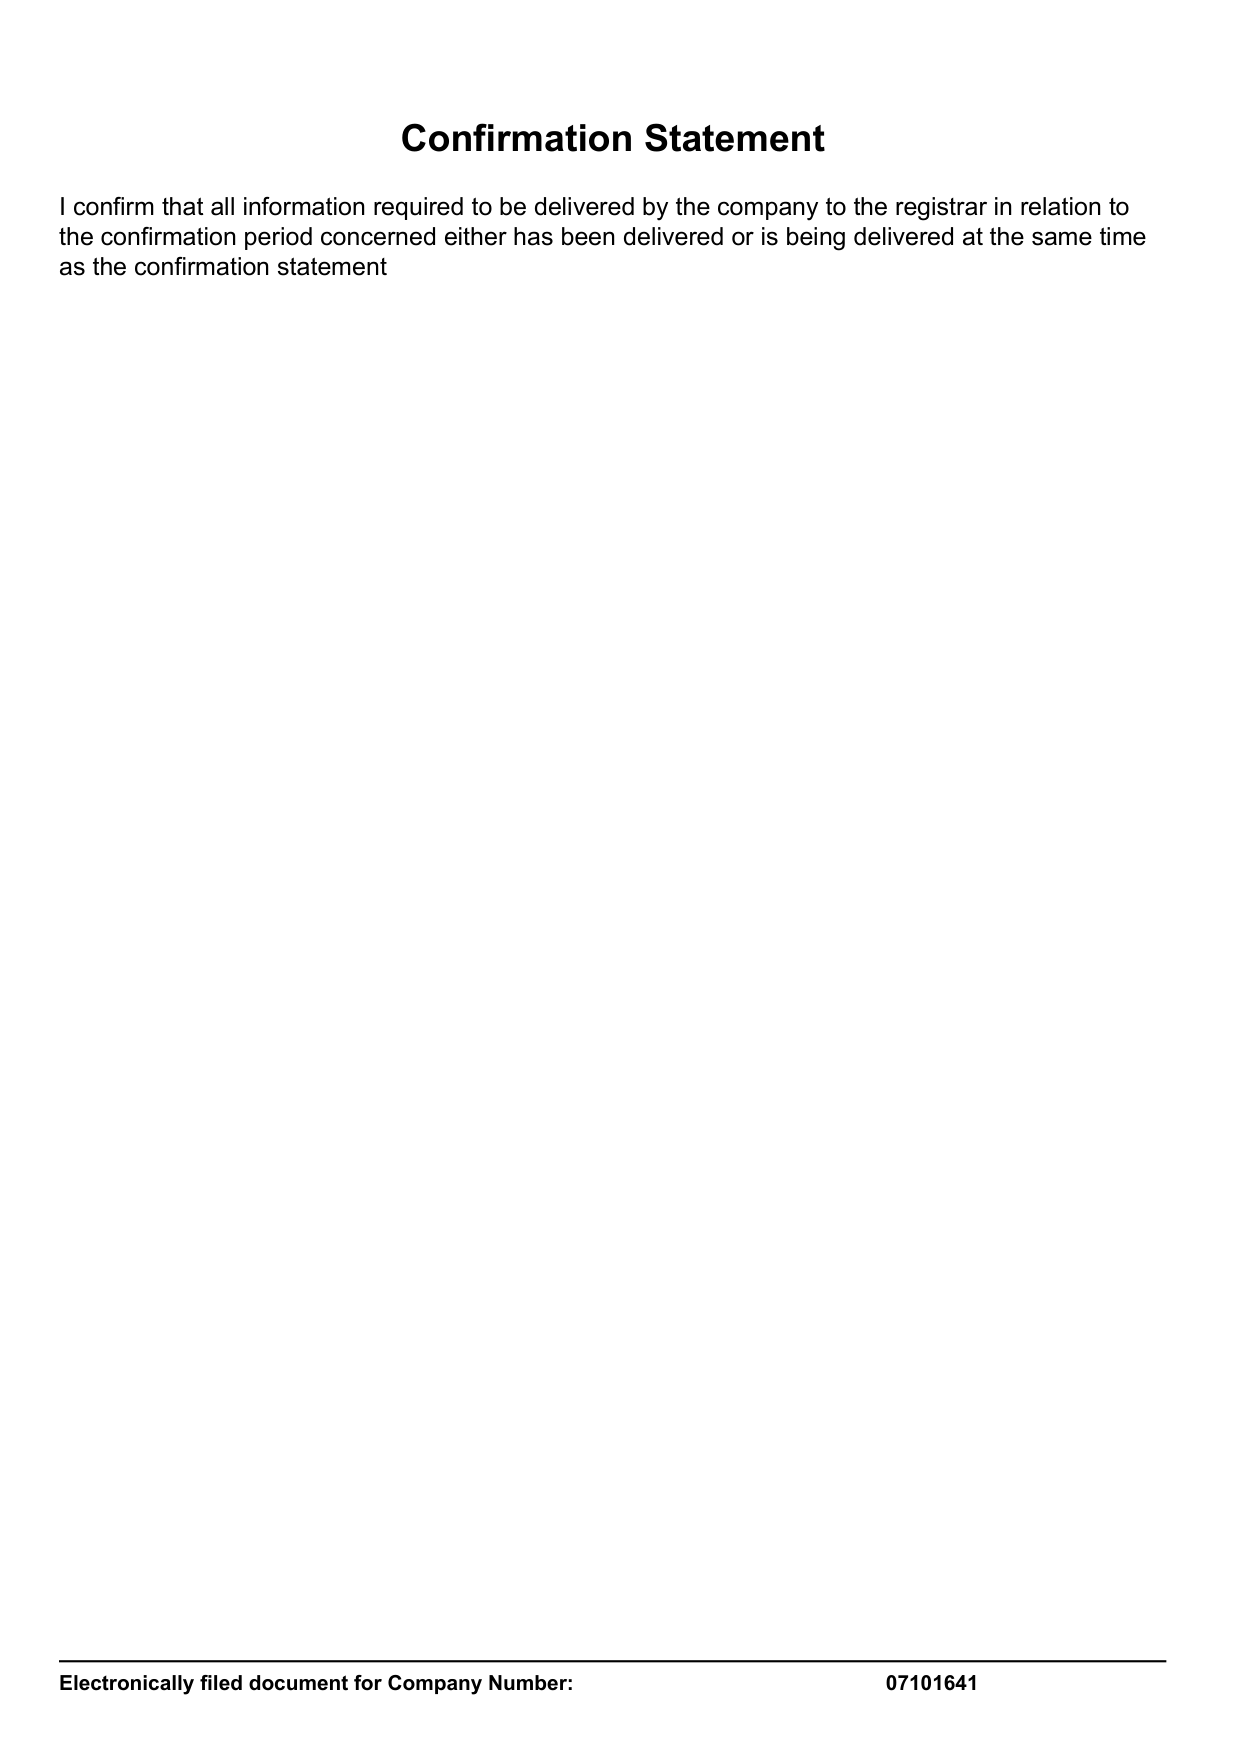 Confirmation Statement
I confirm that all information required to be delivered by the company to the registrar in relation to
the confirmation period concerned either has been delivered or is being delivered at the same time
as the confirmation statement
Electronically filed document for Company Number: 07101641